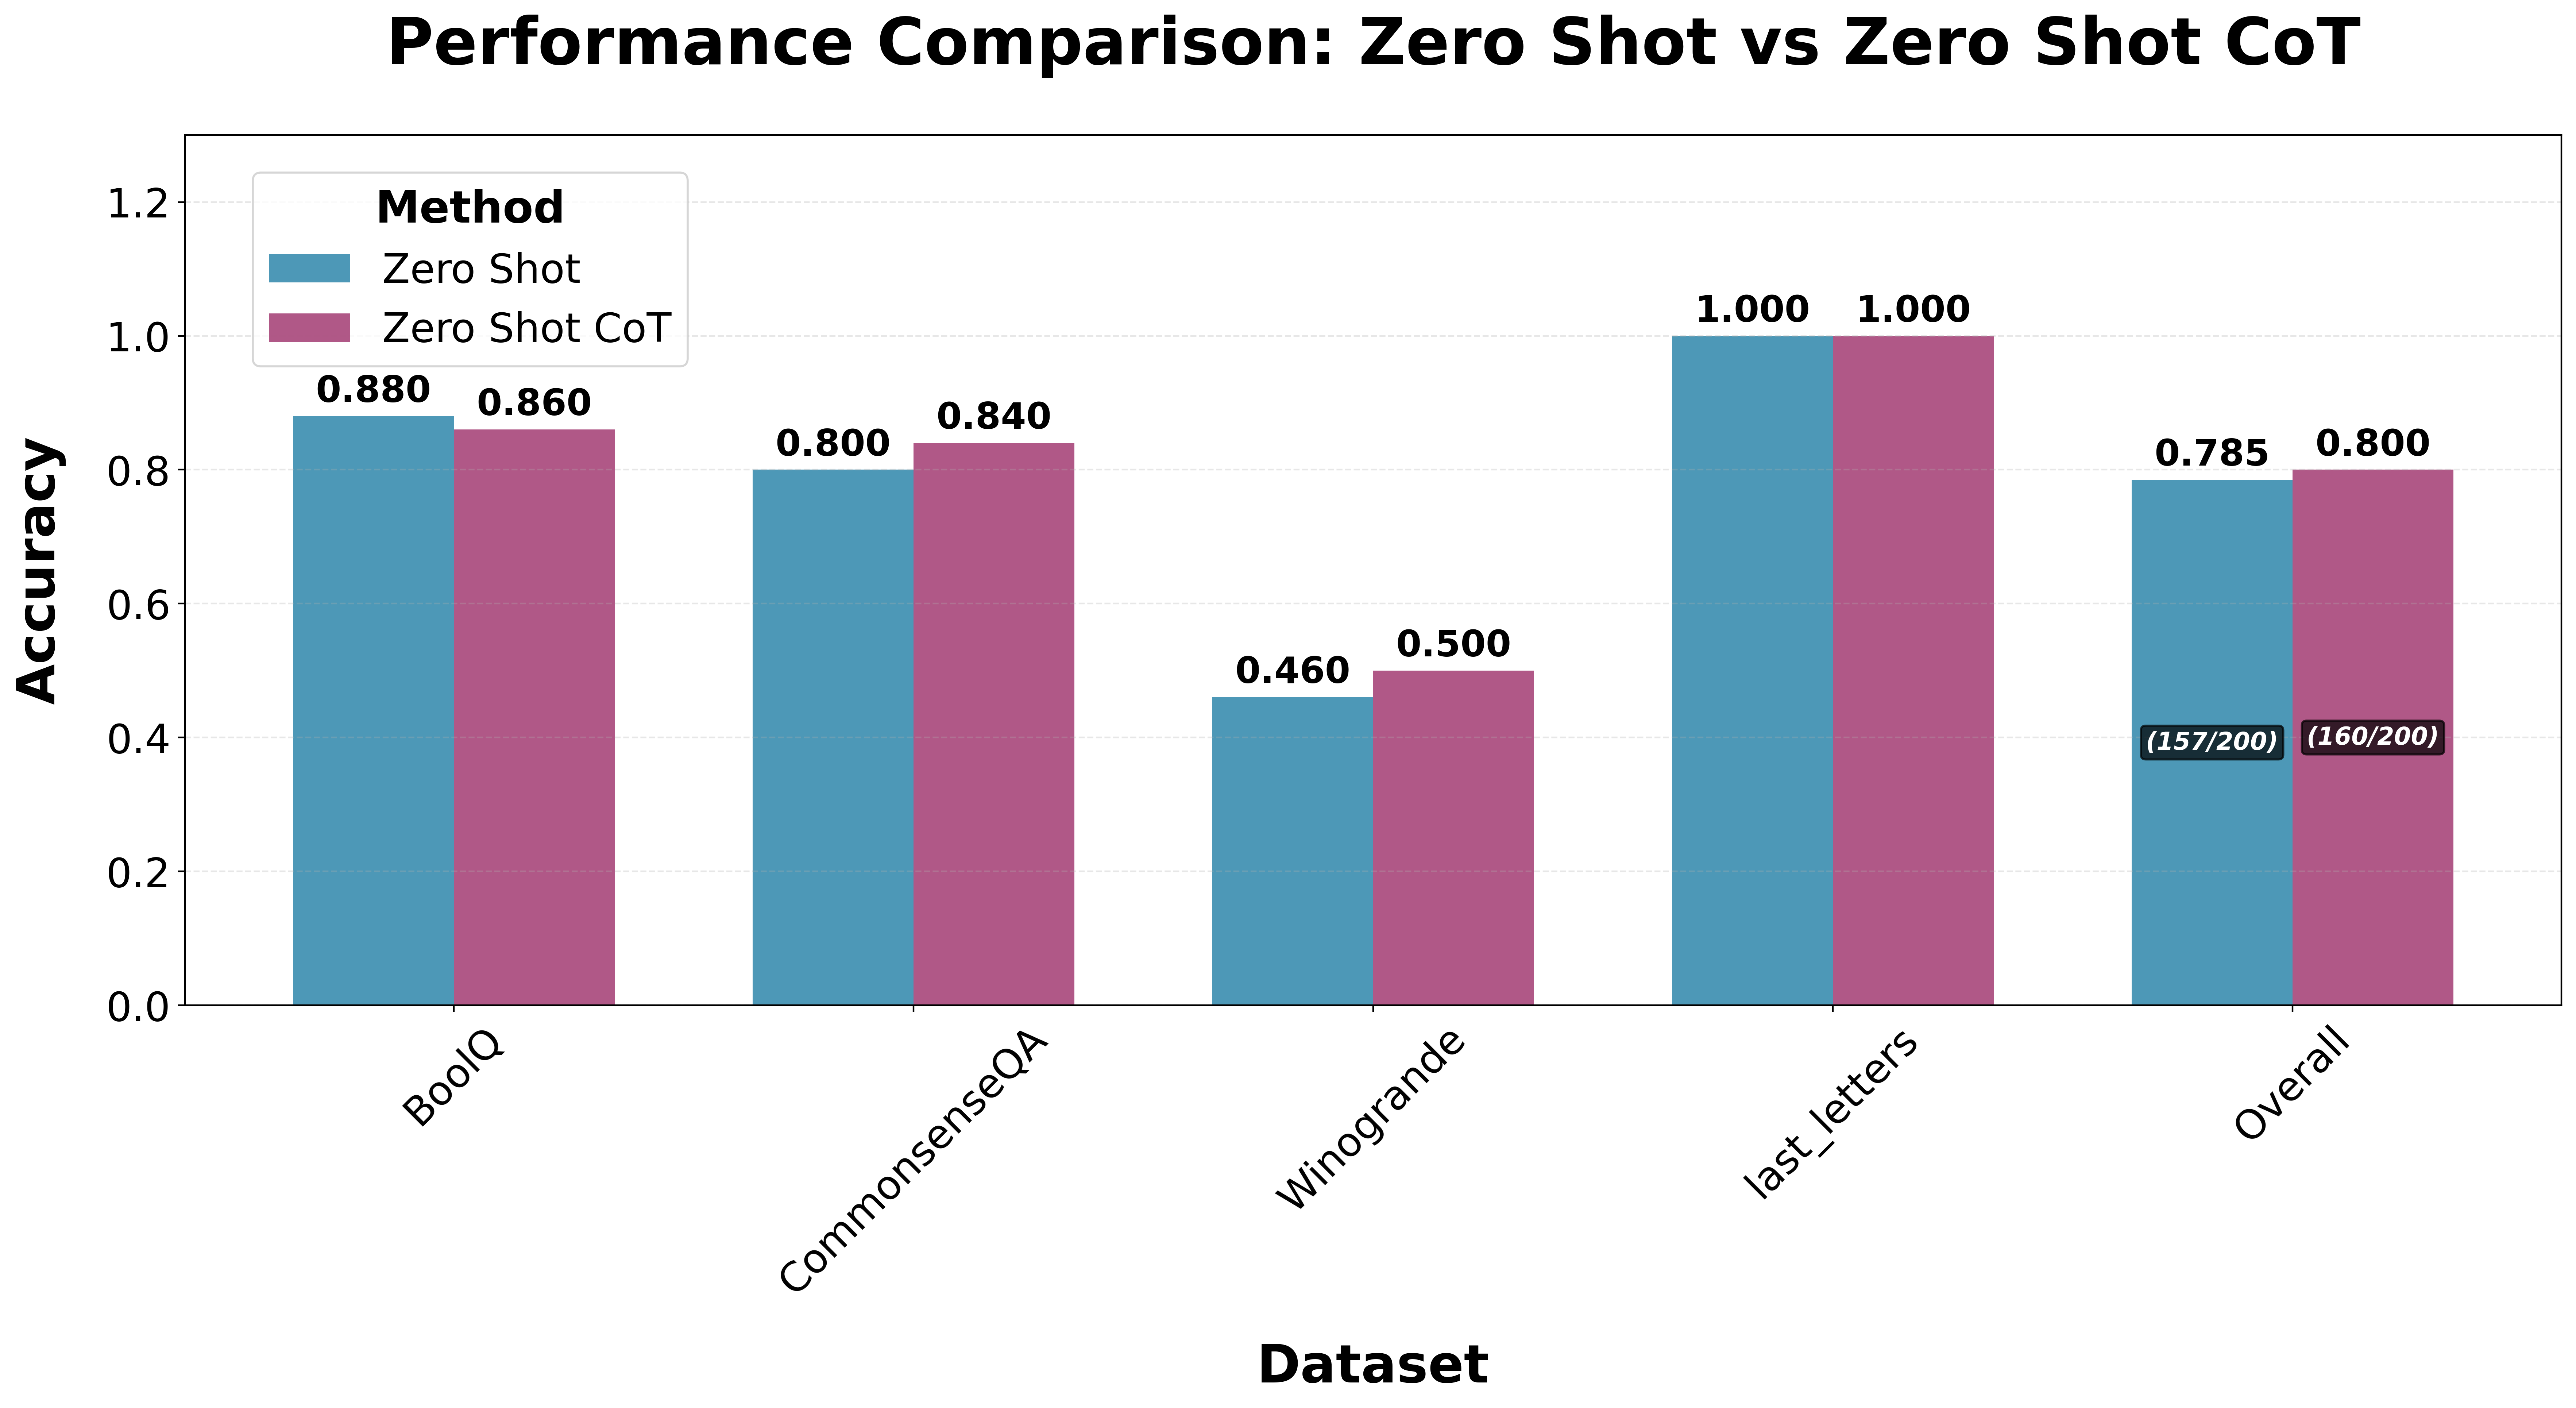 Performance Comparison: Zero Shot vs Zero Shot CoT
Method
Zero Shot
Zero Shot CoT
Accuracy
1.2
1.0
0.8
0.6
0.4
0.2
0.0
0.880
0.860
0.800
0.840
0.460
0.500
1.000
1.000
0.785
0.800
(157/200)
(160/200)
BoolQ
CommonsenseQA
Winogrande
last_letters
Overall
Dataset